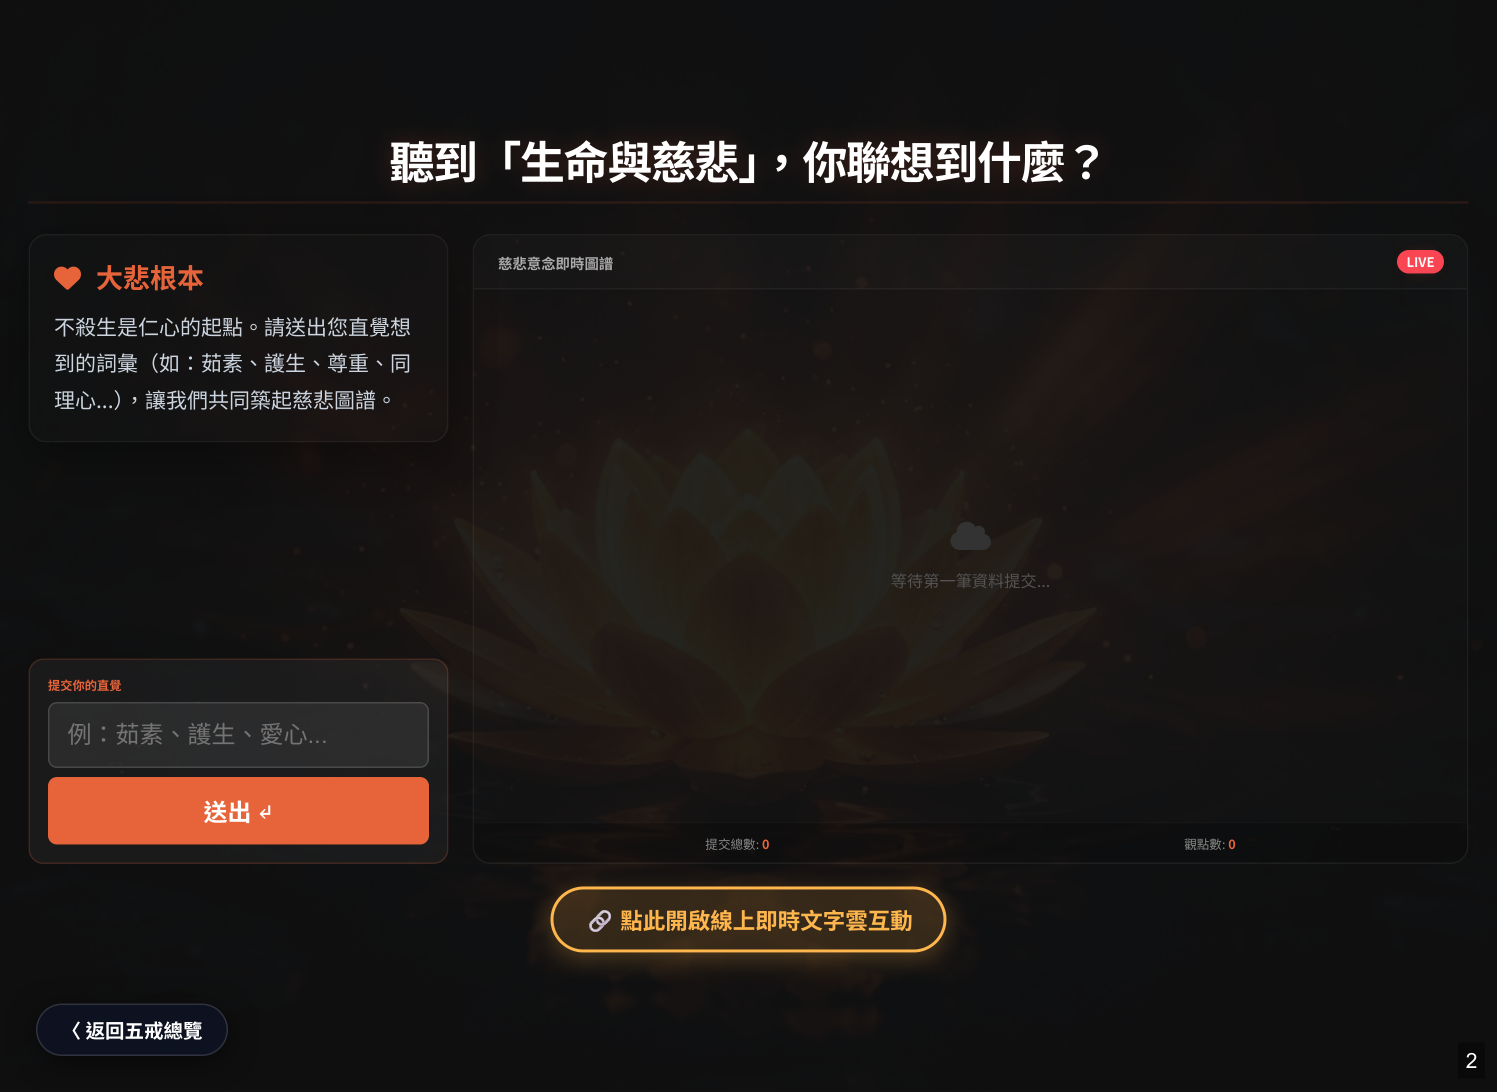 聽到「生命與慈悲」，你聯想到什麼？
大悲根本
不殺生是仁心的起點。請送出您直覺想
到的詞彙（如：茹素、護生、尊重、同
理心...），讓我們共同築起慈悲圖譜。
提交你的直覺
例：茹素、護生、愛心...
送出 ↲
慈悲意念即時圖譜
LIVE
等待第一筆資料提交...
提交總數: 0
觀點數: 0
🔗 點此開啟線上即時文字雲互動
〈 返回五戒總覽
2